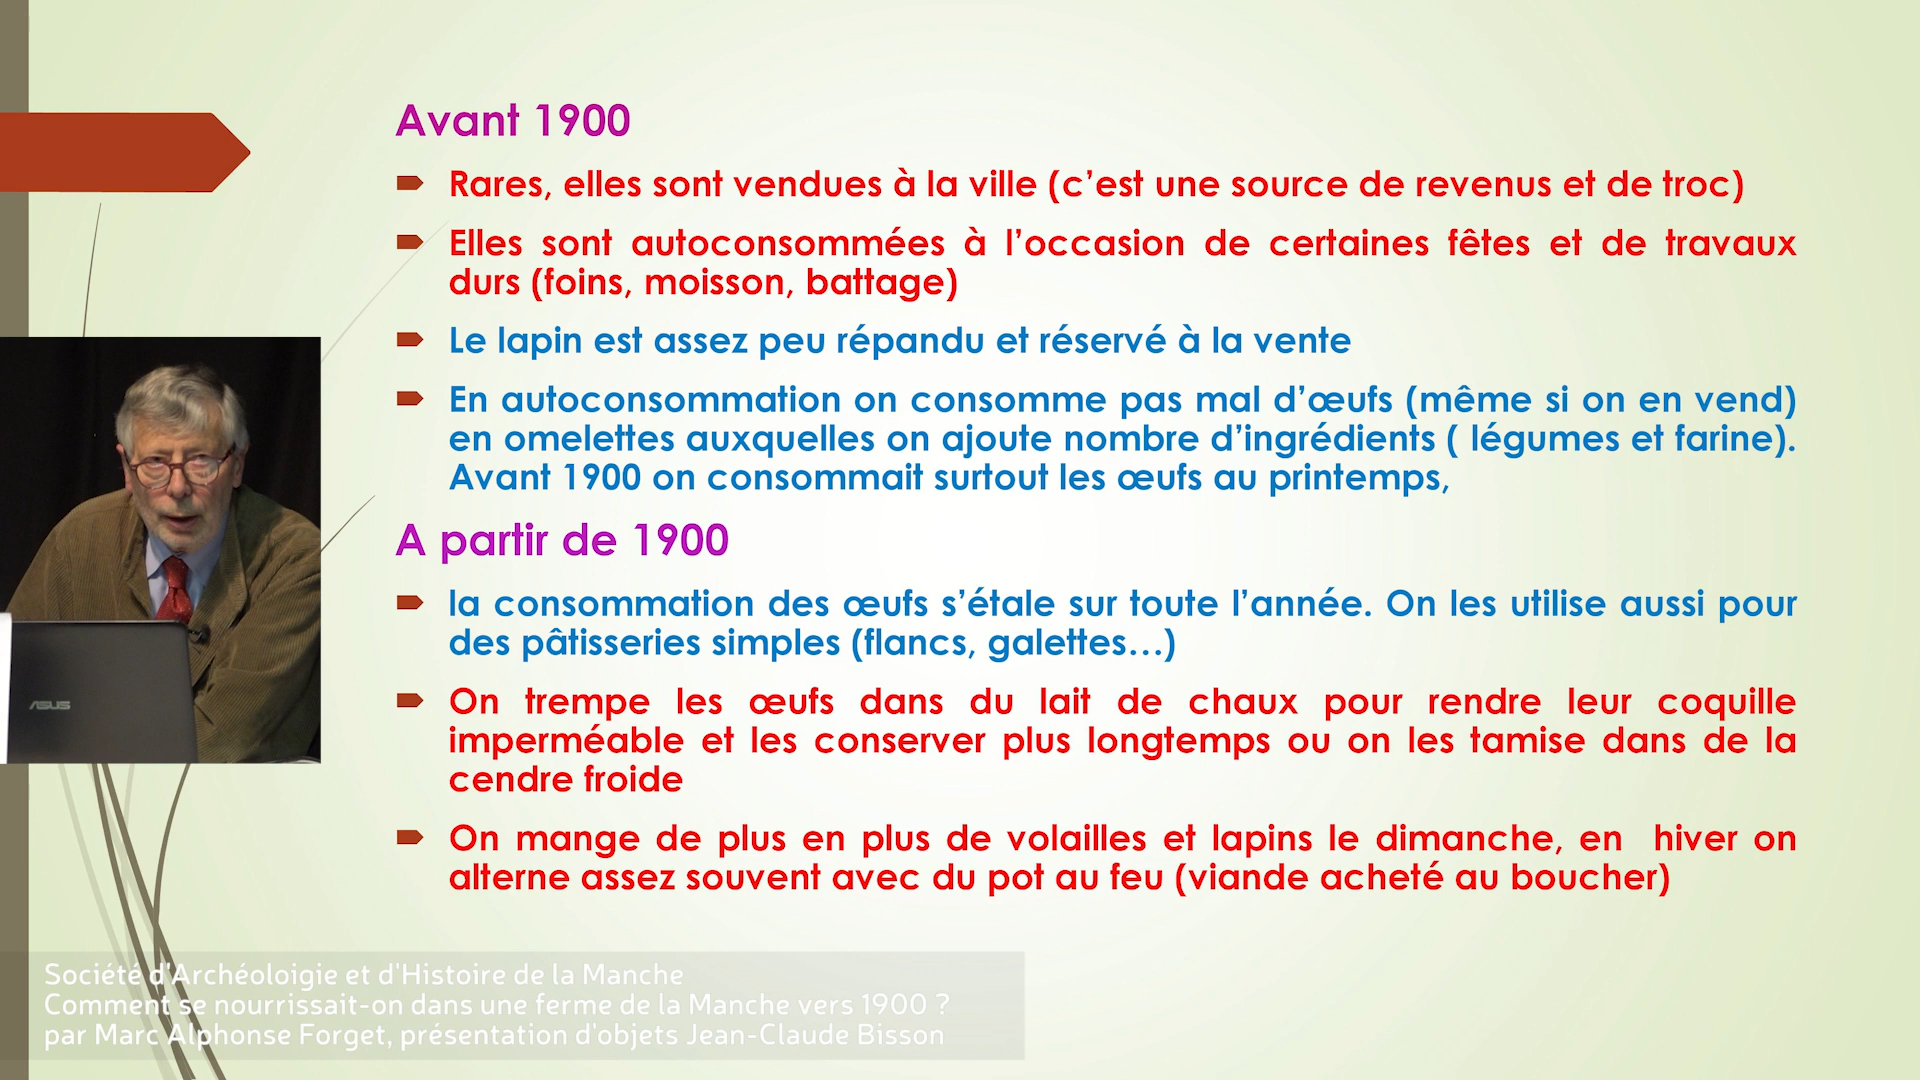 Avant 1900
Rares, elles sont vendues à la ville (c’est une source de revenus et de troc)
Elles sont autoconsommées à l’occasion de certaines fêtes et de travaux
durs (foins, moisson, battage)
Le lapin est assez peu répandu et réservé à la vente
En autoconsommation on consomme pas mal d’œufs (même si on en vend)
en omelettes auxquelles on ajoute nombre d’ingrédients ( légumes et farine).
Avant 1900 on consommait surtout les œufs au printemps,
A partir de 1900
la consommation des œufs s’étale sur toute l’année. On les utilise aussi pour
des pâtisseries simples (flancs, galettes…)
On trempe les œufs dans du lait de chaux pour rendre leur coquille
imperméable et les conserver plus longtemps ou on les tamise dans de la
cendre froide
On mange de plus en plus de volailles et lapins le dimanche, en hiver on
alterne assez souvent avec du pot au feu (viande acheté au boucher)
ASUS
Société d'Archéoloigie et d'Histoire de la Manche
Comment se nourrissait-on dans une ferme de la Manche vers 1900 ?
par Marc Alphonse Forget, présentation d'objets Jean-Claude Bisson